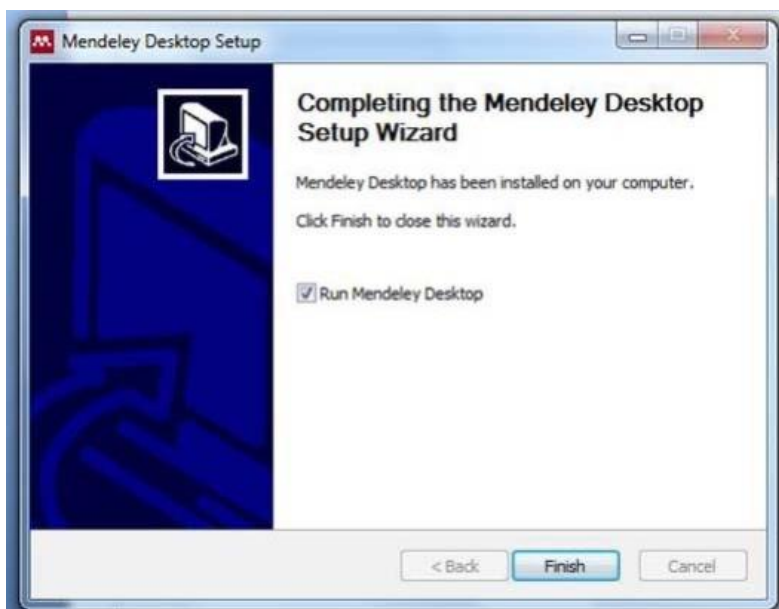 Mendeley Desktop Setup
Completing the Mendeley Desktop
Setup Wizard
Mendeley Desktop has been installed on your computer.
Click Finish to close this wizard.
Run Mendeley Desktop
< Back Finish Cancel